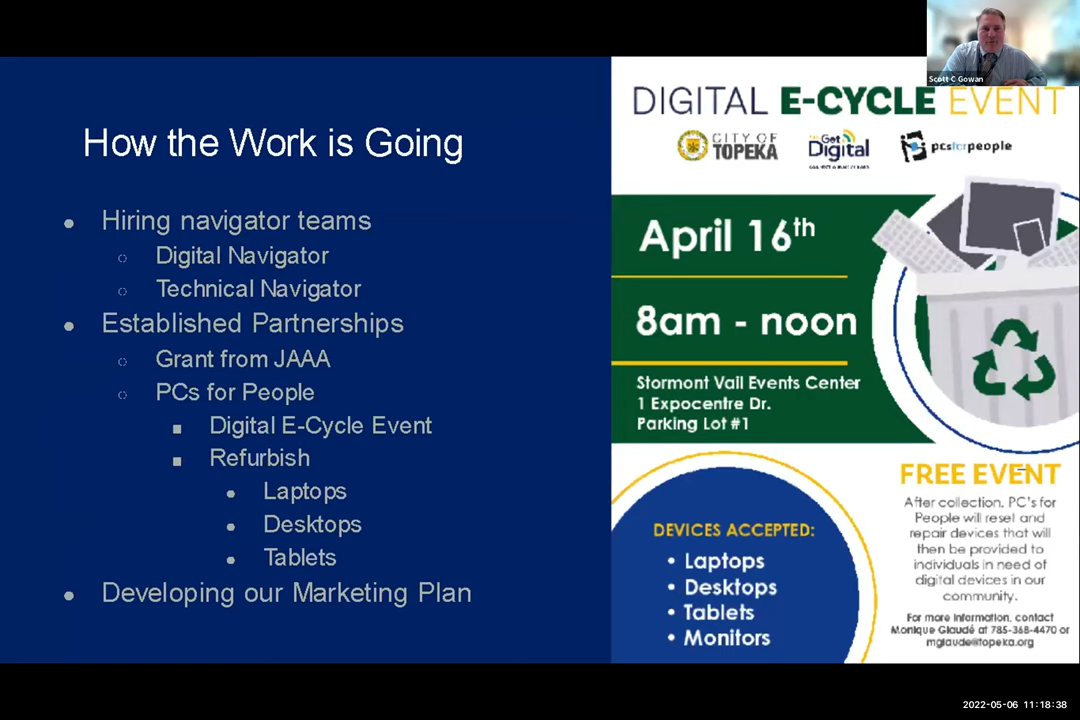 Scott C Gowan
How the Work is Going
Hiring navigator teams
Digital Navigator
Technical Navigator
Established Partnerships
Grant from JAAA
PCs for People
Digital E-Cycle Event
Refurbish
Laptops
Desktops
Tablets
Developing our Marketing Plan
DIGITAL E-CYCLE EVENT
CITY OF
TOPEKA
Get
Digital
pcsforpeople
April 16th
8am - noon
Stormont Vail Events Center
1 Expocentre Dr.
Parking Lot #1
DEVICES ACCEPTED:
• Laptops
• Desktops
• Tablets
• Monitors
FREE EVENT
After collection, PC's for
People will reset and
repair devices that will
then be provided to
individuals in need of
digital devices in our
community.
For more information, contact
Monique Glaudé at 785-368-4470 or
mglaude@topeka.org
2022-05-06 11:18:38